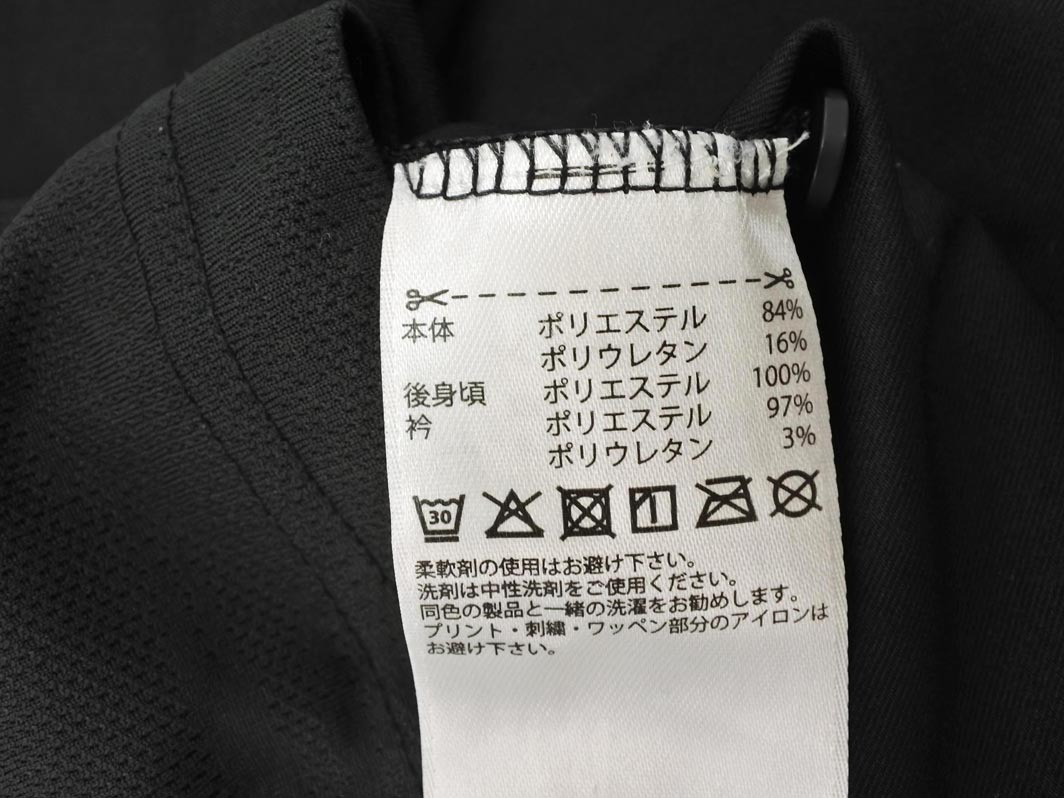 本体 ポリエステル 84%
ポリウレタン 16%
後身頃 ポリエステル 100%
衿 ポリエステル 97%
ポリウレタン 3%
30
柔軟剤の使用はお避け下さい。
洗剤は中性洗剤をご使用ください。
同色の製品と一緒の洗濯をお勧めします。
プリント・刺繍・ワッペン部分のアイロンは
お避け下さい。